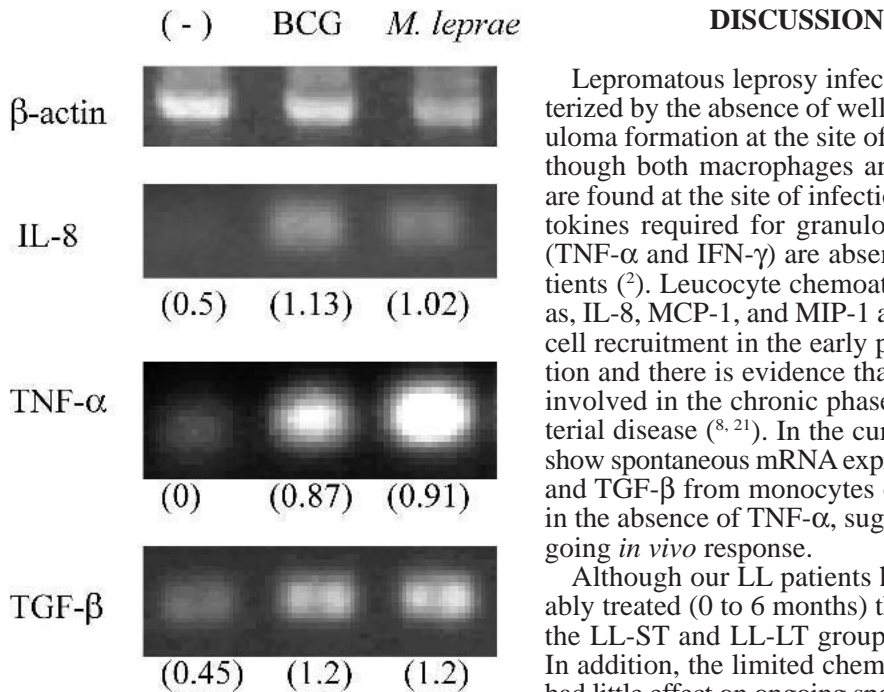 (-) BCG M. leprae
β-actin
IL-8
(0.5) (1.13) (1.02)
TNF-α
(0) (0.87) (0.91)
TGF-β
(0.45) (1.2) (1.2)
DISCUSSION
Lepromatous leprosy infec
terized by the absence of well
uloma formation at the site of
though both macrophages an
are found at the site of infectio
tokines required for granulo
(TNF-α and IFN-γ) are absen
tients (²). Leucocyte chemoat
as, IL-8, MCP-1, and MIP-1 a
cell recruitment in the early p
tion and there is evidence tha
involved in the chronic phase
terial disease (⁸, ²¹). In the cur
show spontaneous mRNA exp
and TGF-β from monocytes
in the absence of TNF-α, sug
going in vivo response.
Although our LL patients
ably treated (0 to 6 months) th
the LL-ST and LL-LT group
In addition, the limited chem
had little effect on ongoing